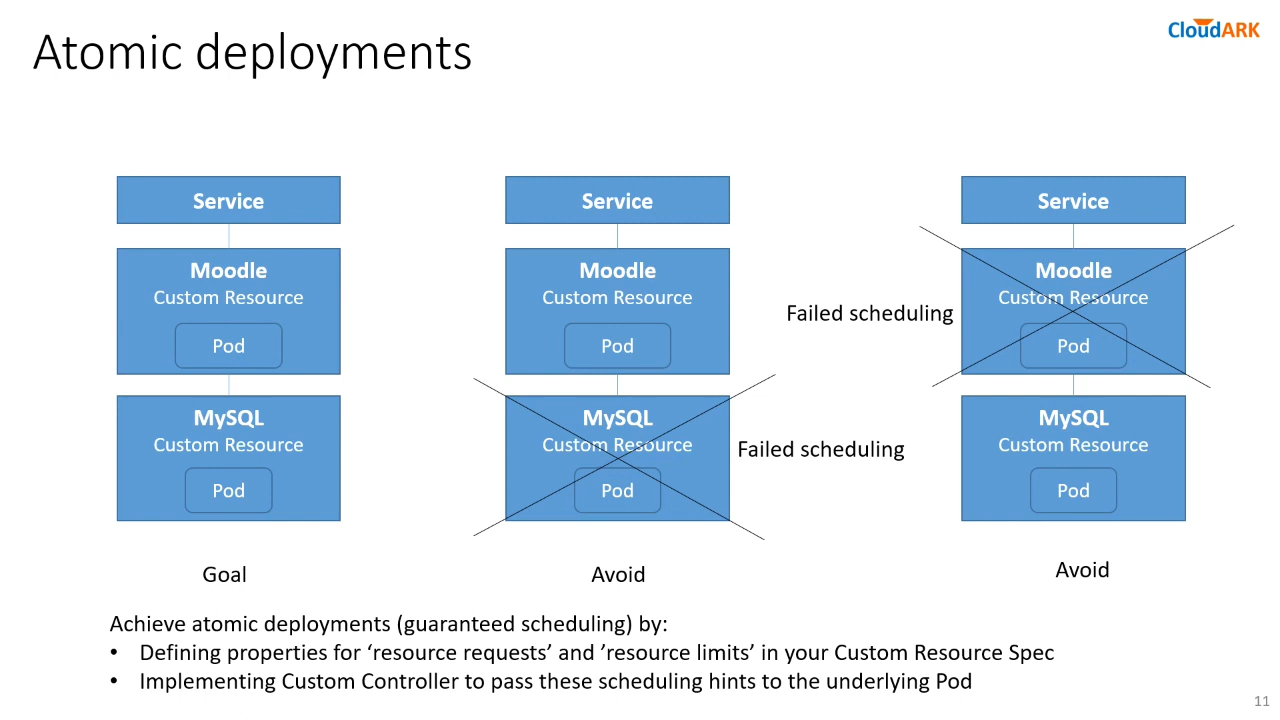 Atomic deployments
CloudARK
Service
Moodle
Custom Resource
Pod
MySQL
Custom Resource
Pod
Goal
Service
Moodle
Custom Resource
Pod
MySQL
Custom Resource
Pod
Failed scheduling
Avoid
Failed scheduling
Service
Moodle
Custom Resource
Pod
MySQL
Custom Resource
Pod
Avoid
Achieve atomic deployments (guaranteed scheduling) by:
• Defining properties for ‘resource requests’ and ’resource limits’ in your Custom Resource Spec
• Implementing Custom Controller to pass these scheduling hints to the underlying Pod
11